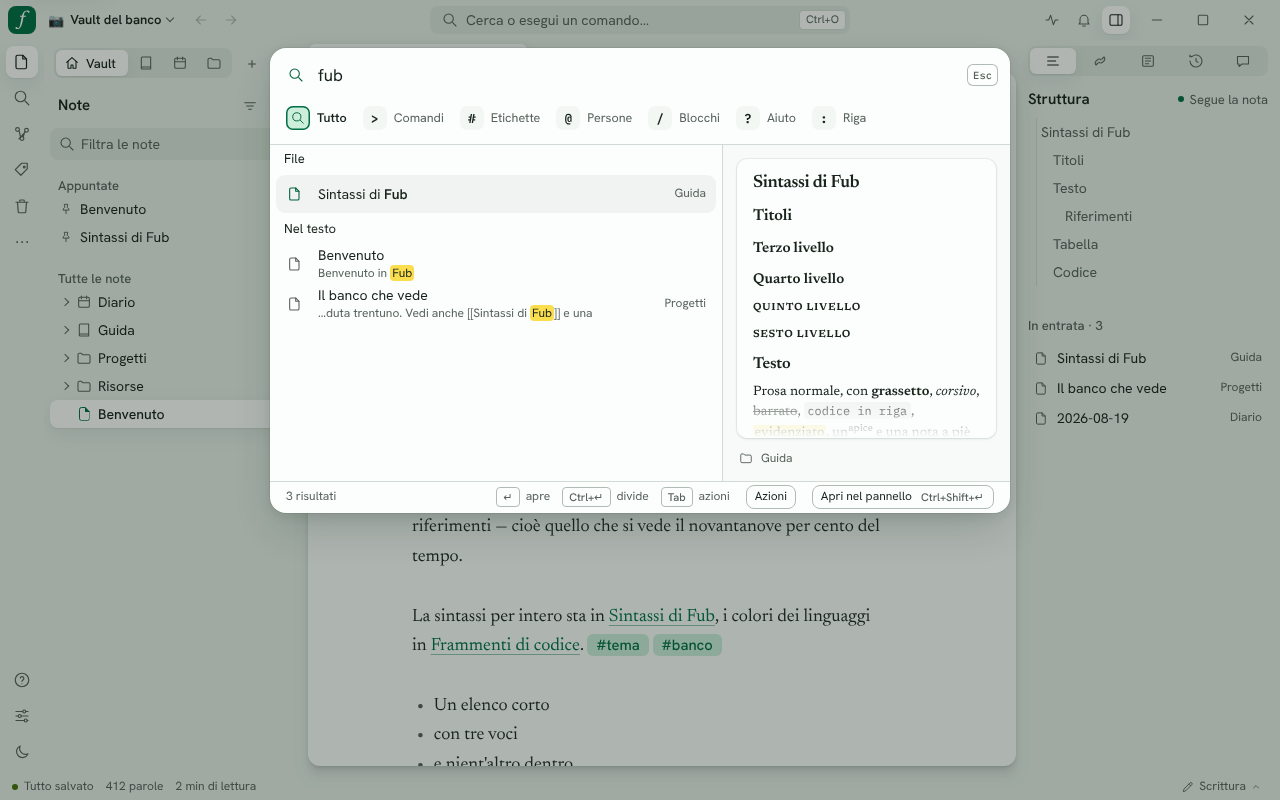 Vault del banco
Cerca o esegui un comando…
Ctrl+O
Vault
Note
Filtra le note
Appuntate
Benvenuto
Sintassi di Fub
Tutte le note
Diario
Guida
Progetti
Risorse
Benvenuto
fub
Esc
Tutto
> Comandi
# Etichette
@ Persone
/ Blocchi
? Aiuto
: Riga
File
Sintassi di Fub
Guida
Nel testo
Benvenuto
Benvenuto in Fub
Il banco che vede
…duta trentuno. Vedi anche [[Sintassi di Fub]] e una
Progetti
Sintassi di Fub
Titoli
Terzo livello
Quarto livello
QUINTO LIVELLO
SESTO LIVELLO
Testo
Prosa normale, con grassetto, corsivo,
barrato, codice in riga,
evidenziato, unapice e una nota a piè
Guida
3 risultati
↵ apre
Ctrl+↵ divide
Tab azioni
Azioni
Apri nel pannello Ctrl+Shift+↵
riferimenti — cioè quello che si vede il novantanove per cento del
tempo.
La sintassi per intero sta in Sintassi di Fub, i colori dei linguaggi
in Frammenti di codice. #tema #banco
• Un elenco corto
• con tre voci
• e nient'altro dentro
Struttura
Segue la nota
Sintassi di Fub
Titoli
Testo
Riferimenti
Tabella
Codice
In entrata · 3
Sintassi di Fub Guida
Il banco che vede Progetti
2026-08-19 Diario
Tutto salvato 412 parole 2 min di lettura
Scrittura